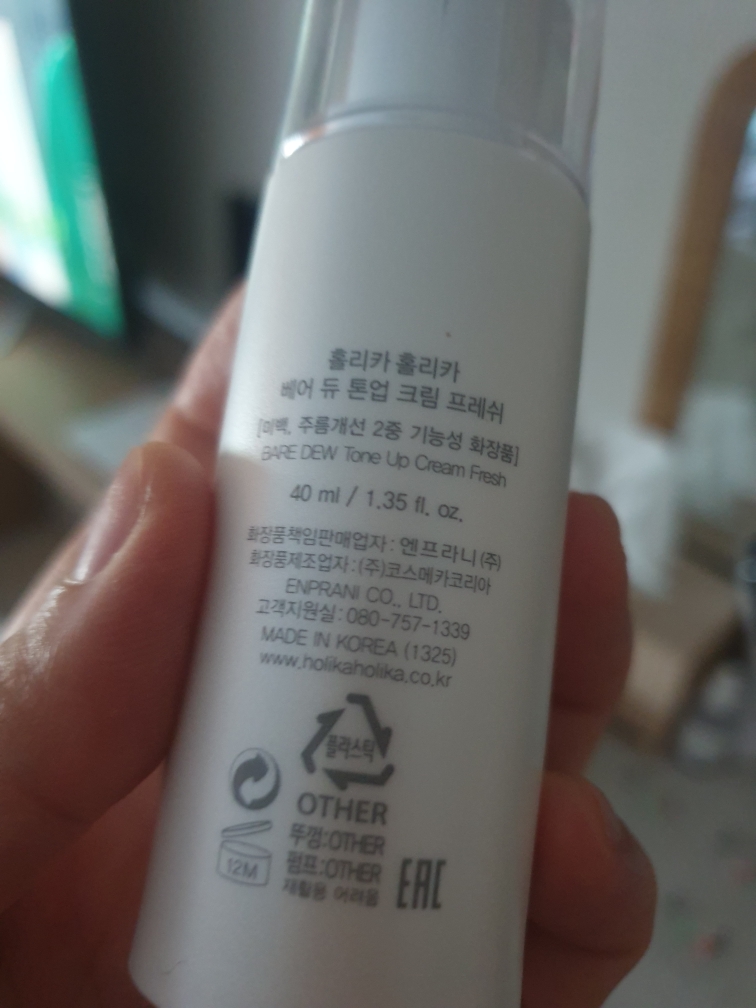 홀리카 홀리카
베어 듀 톤업 크림 프레쉬
[미백, 주름개선 2중 기능성 화장품]
BARE DEW Tone Up Cream Fresh
40 ml / 1.35 fl. oz.
화장품책임판매업자 : 엔프라니(주)
화장품제조업자 : (주)코스메카코리아
ENPRANI CO., LTD.
고객지원실 : 080-757-1339
MADE IN KOREA (1325)
www.holikaholika.co.kr
플라스틱
OTHER
뚜껑:OTHER
펌프:OTHER
재활용 어려움
12M
EAC